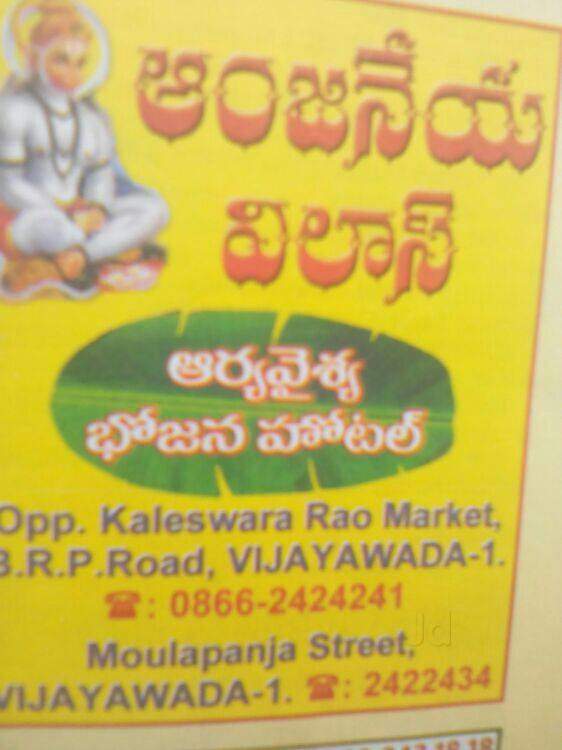 ఆంజనేయ
విలాస్
ఆర్యవైశ్య
భోజన హోటల్
Opp. Kaleswara Rao Market,
B.R.P.Road, VIJAYAWADA-1.
☎: 0866-2424241
Moulapanja Street,
VIJAYAWADA-1. ☎: 2422434
Jd